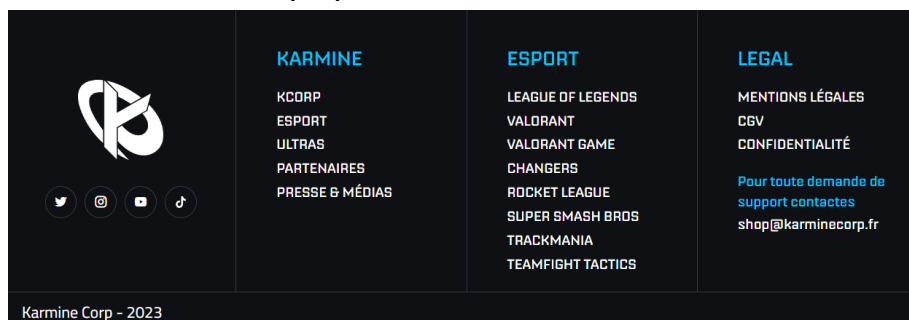 KARMINE
KCORP
ESPORT
ULTRAS
PARTENAIRES
PRESSE & MÉDIAS
ESPORT
LEAGUE OF LEGENDS
VALORANT
VALORANT GAME
CHANGERS
ROCKET LEAGUE
SUPER SMASH BROS
TRACKMANIA
TEAMFIGHT TACTICS
LEGAL
MENTIONS LÉGALES
CGV
CONFIDENTIALITÉ
Pour toute demande de
support contactes
shop@karminecorp.fr
Karmine Corp - 2023